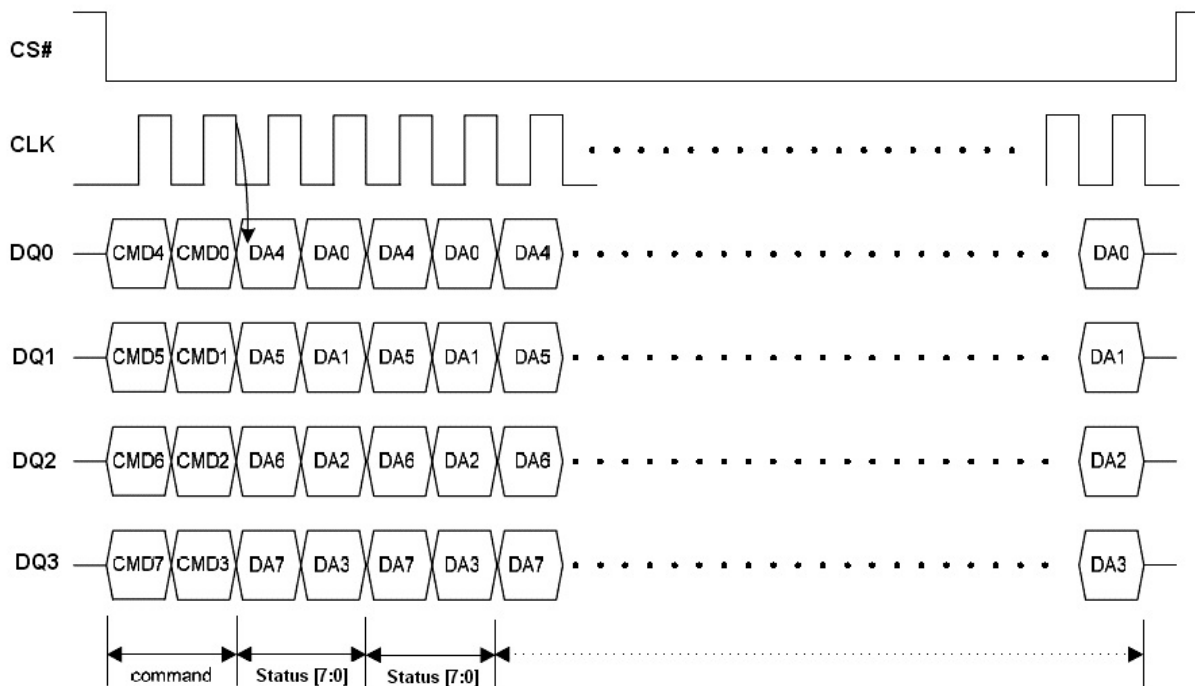 CS#
CLK
DQ0 CMD4 CMD0 DA4 DA0 DA4 DA0 DA4 DA0
DQ1 CMD5 CMD1 DA5 DA1 DA5 DA1 DA5 DA1
DQ2 CMD6 CMD2 DA6 DA2 DA6 DA2 DA6 DA2
DQ3 CMD7 CMD3 DA7 DA3 DA7 DA3 DA7 DA3
command Status [7:0] Status [7:0]